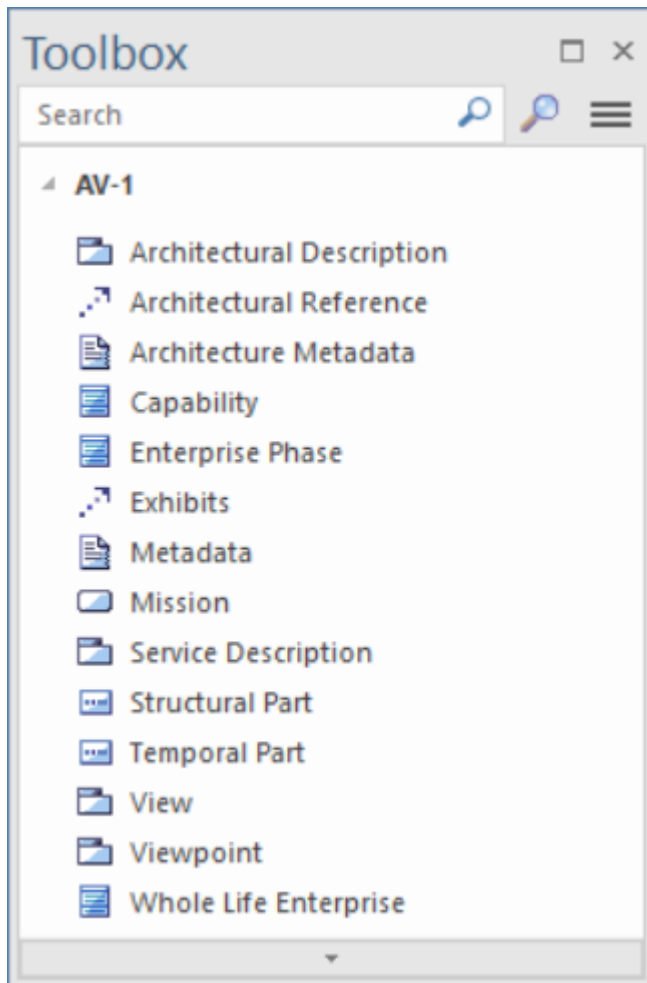 Toolbox
Search
AV-1
Architectural Description
Architectural Reference
Architecture Metadata
Capability
Enterprise Phase
Exhibits
Metadata
Mission
Service Description
Structural Part
Temporal Part
View
Viewpoint
Whole Life Enterprise